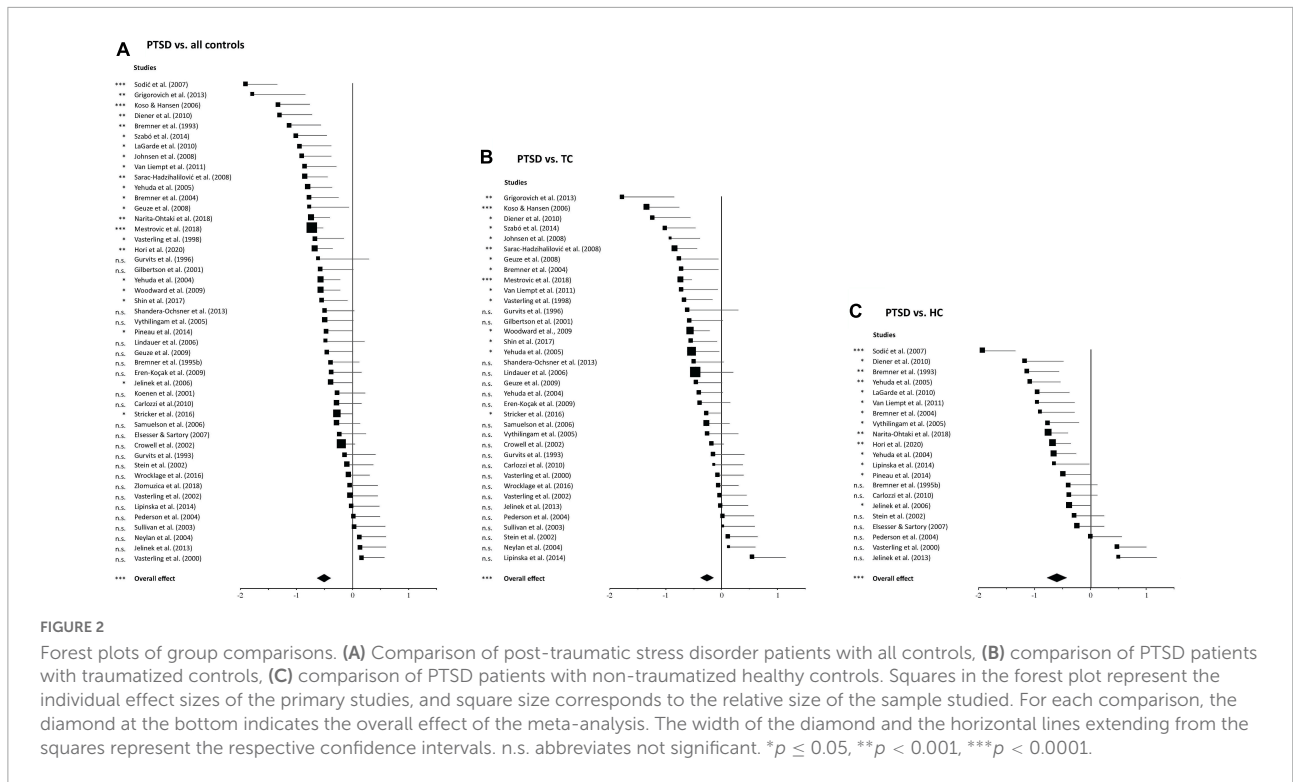 A PTSD vs. all controls
Studies
*** Sodić et al. (2007)
** Grigorovich et al. (2013)
*** Koso & Hansen (2006)
** Diener et al. (2010)
** Bremner et al. (1993)
* Szabó et al. (2014)
* LaGarde et al. (2010)
* Johnsen et al. (2008)
* Van Liempt et al. (2011)
** Sarac-Hadzihalilović et al. (2008)
* Yehuda et al. (2005)
* Bremner et al. (2004)
* Geuze et al. (2008)
** Narita-Ohtaki et al. (2018)
*** Mestrovic et al. (2018)
* Vasterling et al. (1998)
** Hori et al. (2020)
n.s. Gurvits et al. (1996)
n.s. Gilbertson et al. (2001)
* Yehuda et al. (2004)
* Woodward et al. (2009)
* Shin et al. (2017)
n.s. Shandera-Ochsner et al. (2013)
n.s. Vythilingam et al. (2005)
* Pineau et al. (2014)
n.s. Lindauer et al. (2006)
n.s. Geuze et al. (2009)
n.s. Bremner et al. (1995b)
n.s. Eren-Koçak et al. (2009)
* Jelinek et al. (2006)
n.s. Koenen et al. (2001)
n.s. Carlozzi et al.(2010)
* Stricker et al. (2016)
n.s. Samuelson et al. (2006)
n.s. Elsesser & Sartory (2007)
n.s. Crowell et al. (2002)
n.s. Gurvits et al. (1993)
n.s. Stein et al. (2002)
n.s. Wrocklage et al. (2016)
n.s. Zlomuzica et al. (2018)
n.s. Vasterling et al. (2002)
n.s. Lipinska et al. (2014)
n.s. Pederson et al. (2004)
n.s. Sullivan et al. (2003)
n.s. Neylan et al. (2004)
n.s. Jelinek et al. (2013)
n.s. Vasterling et al. (2000)
*** Overall effect
-2 -1 0 1
B PTSD vs. TC
Studies
** Grigorovich et al. (2013)
*** Koso & Hansen (2006)
* Diener et al. (2010)
* Szabó et al. (2014)
* Johnsen et al. (2008)
** Sarac-Hadzihalilović et al. (2008)
* Geuze et al. (2008)
* Bremner et al. (2004)
*** Mestrovic et al. (2018)
* Van Liempt et al. (2011)
* Vasterling et al. (1998)
n.s. Gurvits et al. (1996)
n.s. Gilbertson et al. (2001)
* Woodward et al., 2009
* Shin et al. (2017)
* Yehuda et al. (2005)
n.s. Shandera-Ochsner et al. (2013)
n.s. Lindauer et al. (2006)
n.s. Geuze et al. (2009)
n.s. Yehuda et al. (2004)
n.s. Eren-Koçak et al. (2009)
* Stricker et al. (2016)
n.s. Samuelson et al. (2006)
n.s. Vythilingam et al. (2005)
n.s. Crowell et al. (2002)
n.s. Gurvits et al. (1993)
n.s. Carlozzi et al. (2010)
n.s. Vasterling et al. (2000)
n.s. Wrocklage et al. (2016)
n.s. Vasterling et al. (2002)
n.s. Jelinek et al. (2013)
n.s. Pederson et al. (2004)
n.s. Sullivan et al. (2003)
n.s. Stein et al. (2002)
n.s. Neylan et al. (2004)
n.s. Lipinska et al. (2014)
*** Overall effect
-2 -1 0 1
C PTSD vs. HC
Studies
*** Sodić et al. (2007)
* Diener et al. (2010)
** Bremner et al. (1993)
** Yehuda et al. (2005)
* LaGarde et al. (2010)
* Van Liempt et al. (2011)
* Bremner et al. (2004)
* Vythilingam et al. (2005)
** Narita-Ohtaki et al. (2018)
** Hori et al. (2020)
* Yehuda et al. (2004)
* Lipinska et al. (2014)
* Pineau et al. (2014)
n.s. Bremner et al. (1995b)
n.s. Carlozzi et al. (2010)
* Jelinek et al. (2006)
n.s. Stein et al. (2002)
n.s. Elsesser & Sartory (2007)
n.s. Pederson et al. (2004)
n.s. Vasterling et al. (2000)
n.s. Jelinek et al. (2013)
*** Overall effect
-2 -1 0 1
FIGURE 2
Forest plots of group comparisons. (A) Comparison of post-traumatic stress disorder patients with all controls, (B) comparison of PTSD patients
with traumatized controls, (C) comparison of PTSD patients with non-traumatized healthy controls. Squares in the forest plot represent the
individual effect sizes of the primary studies, and square size corresponds to the relative size of the sample studied. For each comparison, the
diamond at the bottom indicates the overall effect of the meta-analysis. The width of the diamond and the horizontal lines extending from the
squares represent the respective confidence intervals. n.s. abbreviates not significant. *p ≤ 0.05, **p < 0.001, ***p < 0.0001.